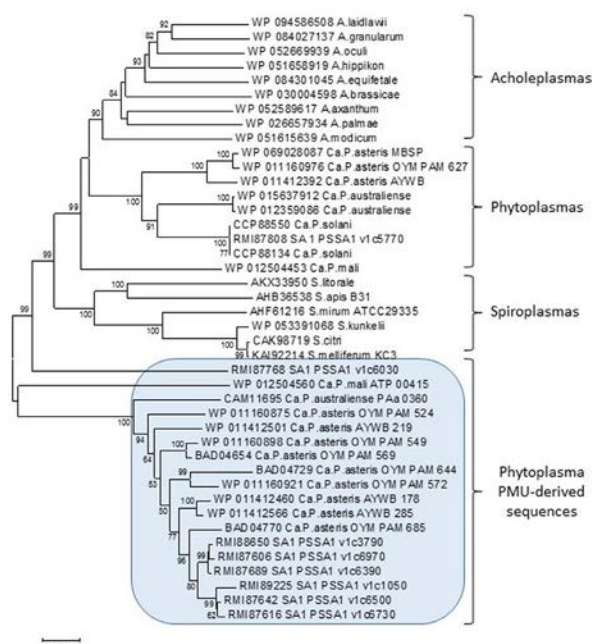 WP 094586508 A.laidlawii
WP 084027137 A.granularum
WP 052669939 A.oculi
WP 051658919 A.hippikon
WP 084301045 A.equifetale
WP 030004598 A.brassicae
WP 052589617 A.axanthum
WP 026657934 A.palmae
WP 051615639 A.modicum
WP 069028087 Ca.P.asteris MBSP
WP 011160976 Ca.P.asteris OYM PAM 627
WP 011412392 Ca.P.asteris AYWB
WP 015637912 Ca.P.australiense
WP 012359086 Ca.P.australiense
CCP88550 Ca.P.solani
RMI87808 SA1 PSSA1 v1c5770
CCP88134 Ca.P.solani
WP 012504453 Ca.P.mali
AKX33950 S.litorale
AHB36538 S.apis B31
AHF61216 S.mirum ATCC29335
WP 053391068 S.kunkelii
CAK98719 S.citri
KAI92214 S.melliferum KC3
RMI87768 SA1 PSSA1 v1c6030
WP 012504560 Ca.P.mali ATP 00415
CAM11695 Ca.P.australiense PAa0360
WP 011160875 Ca.P.asteris OYM PAM 524
WP 011412501 Ca.P.asteris AYWB 219
WP 011160898 Ca.P.asteris OYM PAM 549
BAD04654 Ca.P.asteris OYM PAM 569
BAD04729 Ca.P.asteris OYM PAM 644
WP 011160921 Ca.P.asteris OYM PAM 572
WP 011412460 Ca.P.asteris AYWB 178
WP 011412566 Ca.P.asteris AYWB 285
BAD04770 Ca.P.asteris OYM PAM 685
RMI88650 SA1 PSSA1 v1c3790
RMI87606 SA1 PSSA1 v1c6970
RMI87689 SA1 PSSA1 v1c6390
RMI89225 SA1 PSSA1 v1c1050
RMI87642 SA1 PSSA1 v1c6500
RMI87616 SA1 PSSA1 v1c6730
Acholeplasmas
Phytoplasmas
Spiroplasmas
Phytoplasma
PMU-derived
sequences
92
82
93
84
90
100
100
100
100
91
77
99
99
100
100
100
99
100
94
64
100
53
99
50
100
77
96
99
80
99
62